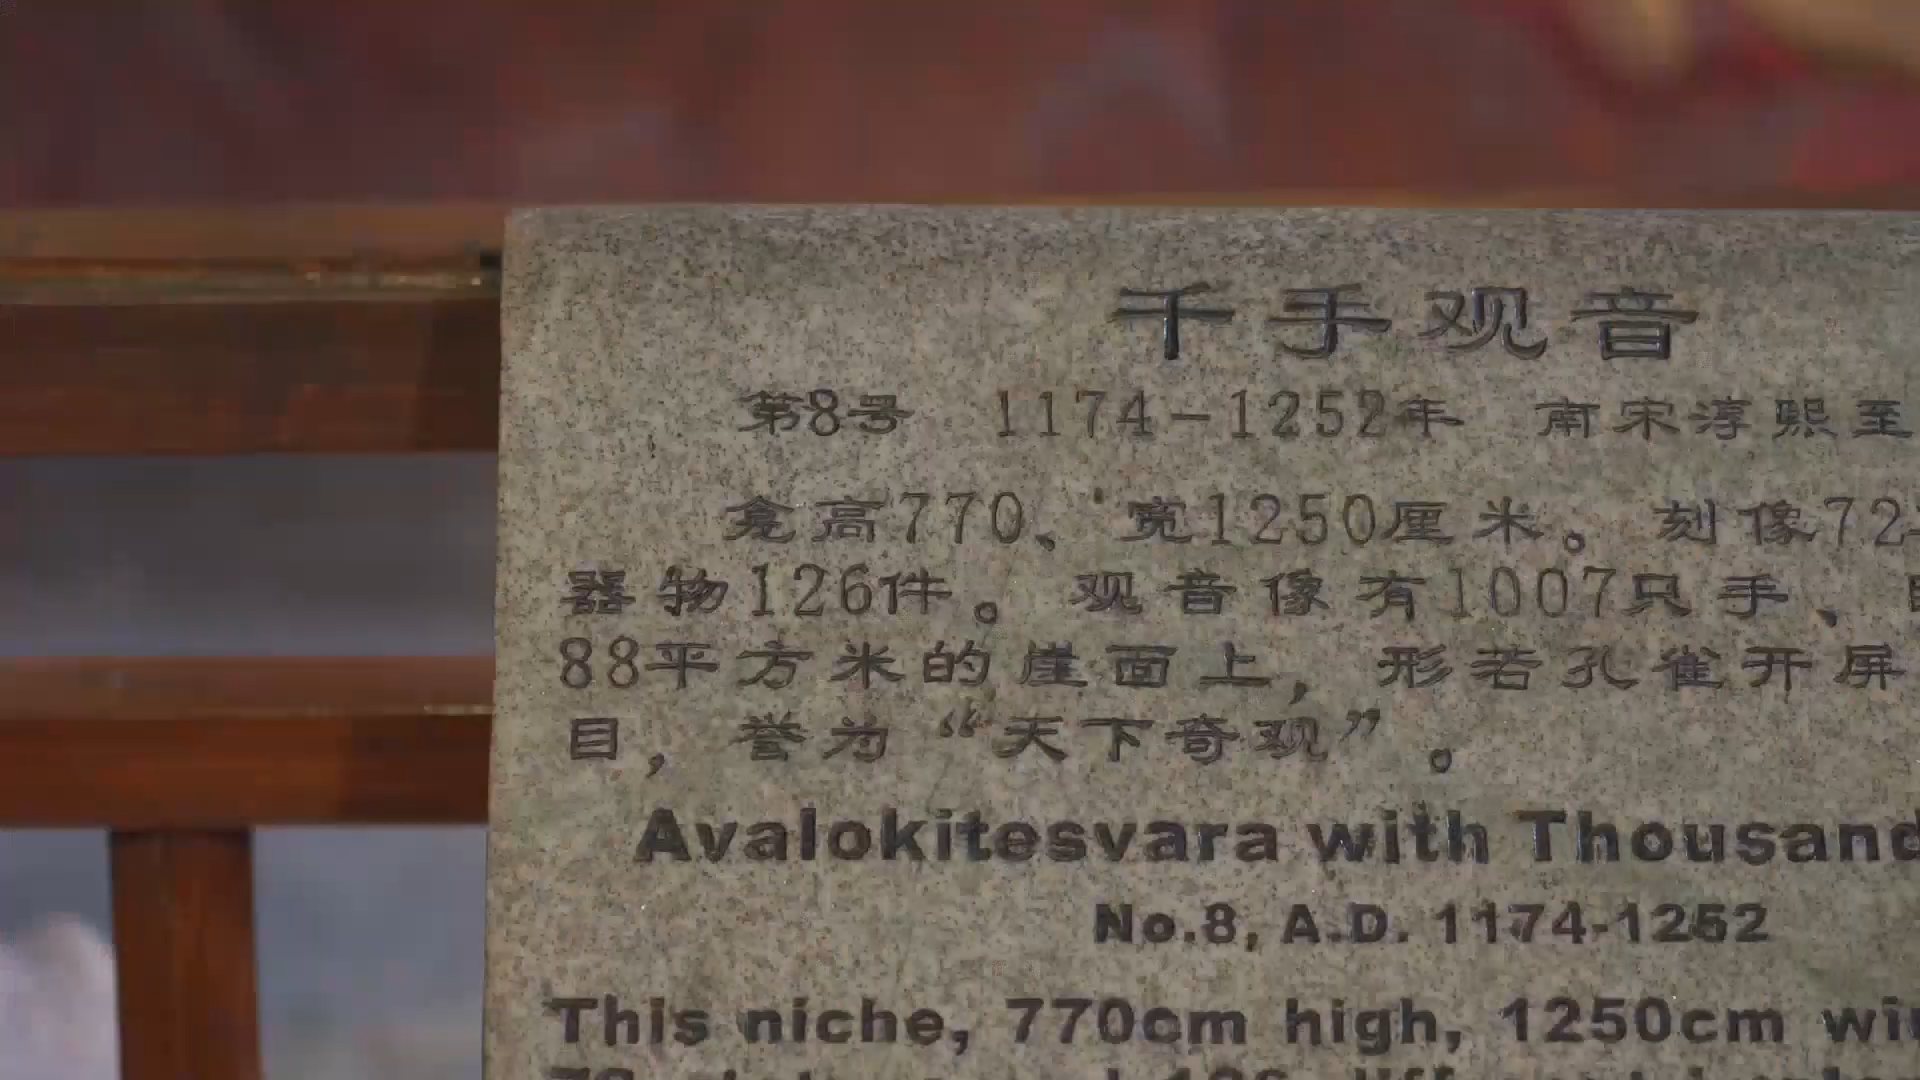 千手观音
第8号 1174-1252年 南宋淳熙至
龛高770、宽1250厘米。刻像72
器物126件。观音像有1007只手、
88平方米的崖面上，形若孔雀开屏
目，誉为“天下奇观”。
Avalokitesvara with Thousand
No.8, A.D. 1174-1252
This niche, 770cm high, 1250cm